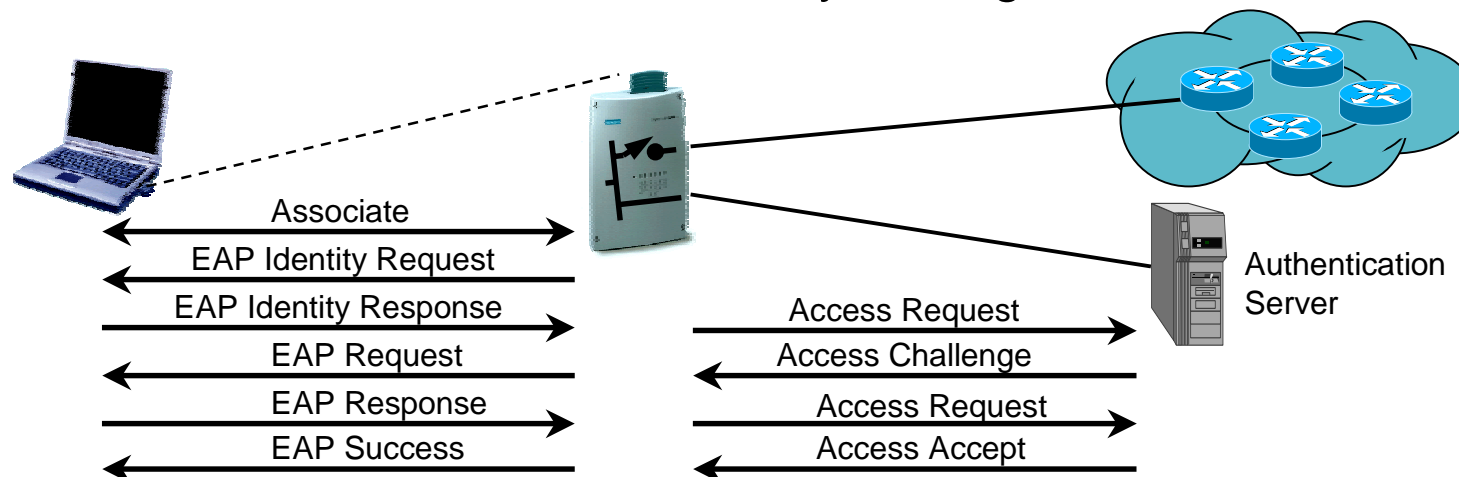 Associate
EAP Identity Request
EAP Identity Response
Access Request
EAP Request
Access Challenge
EAP Response
Access Request
EAP Success
Access Accept
Authentication
Server